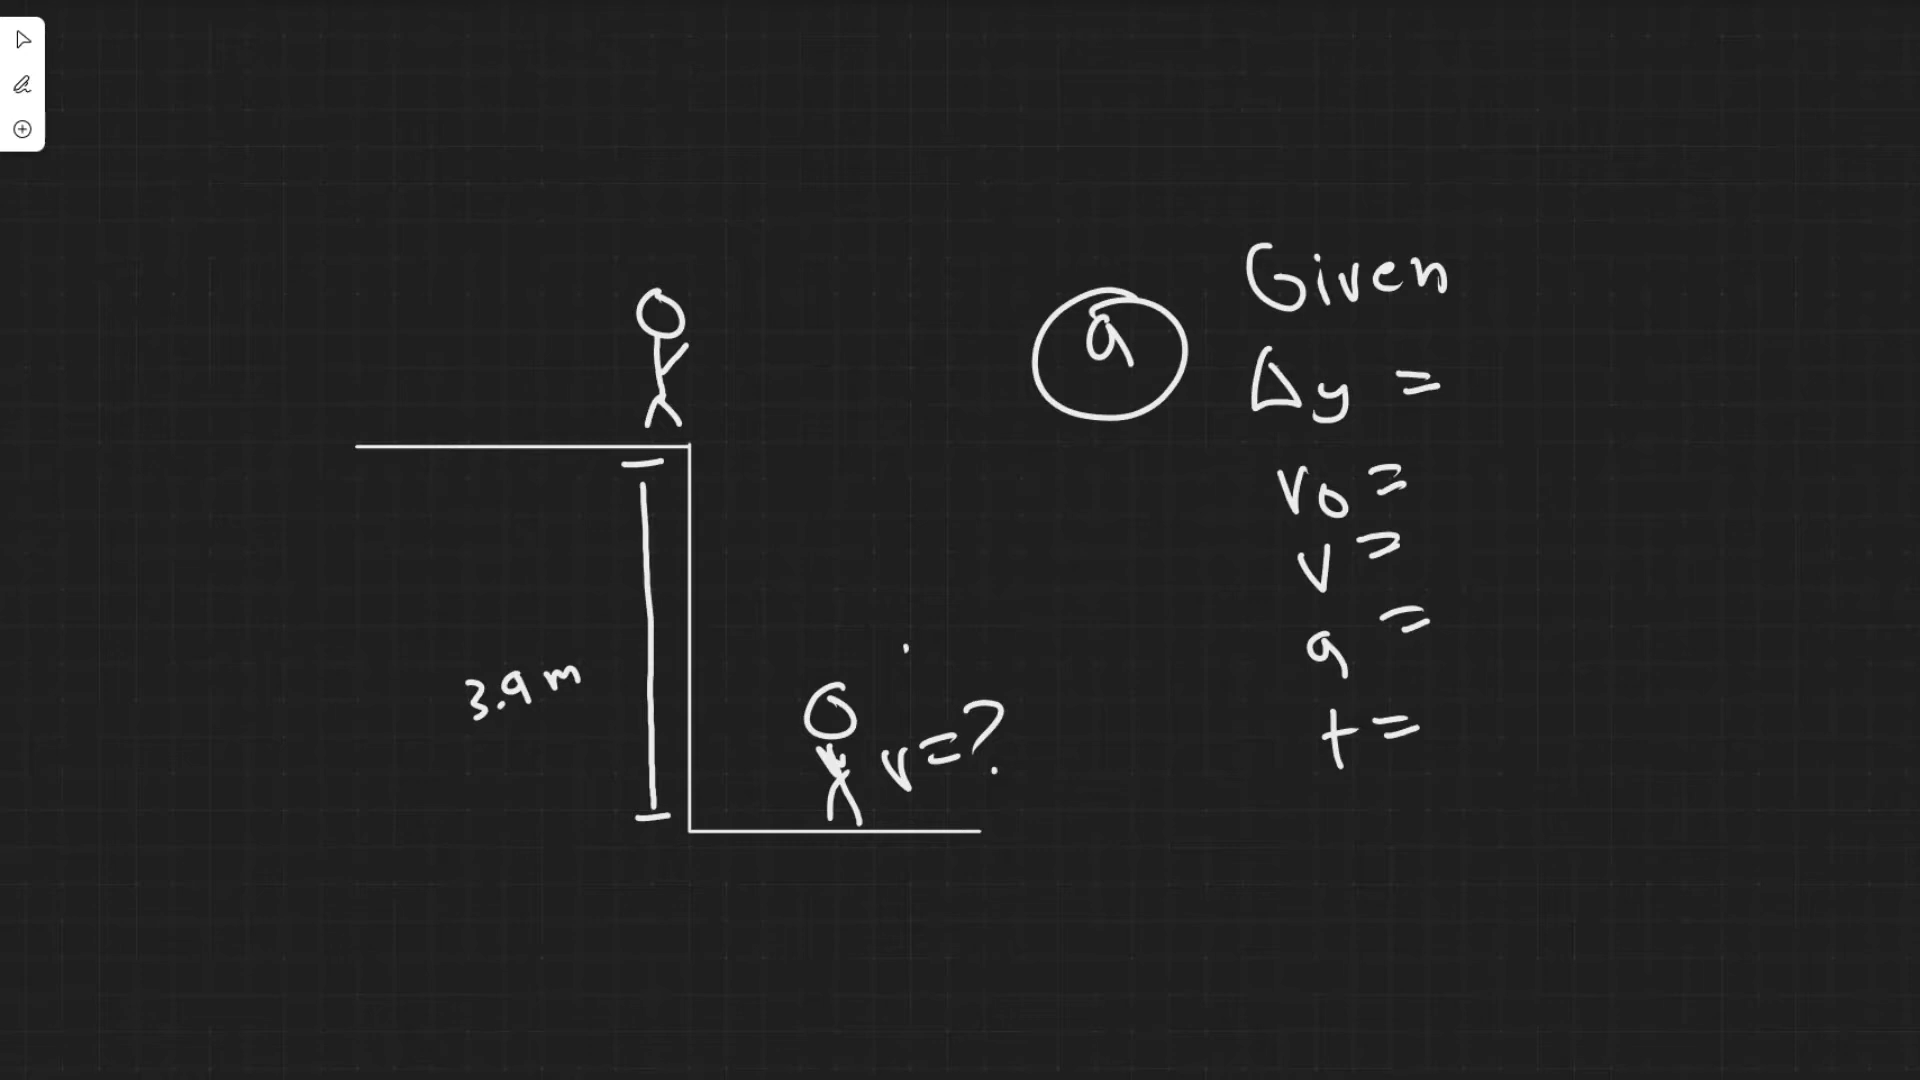 a
Given
Δy =
v0 =
v =
a =
t =
3.9 m
v=?